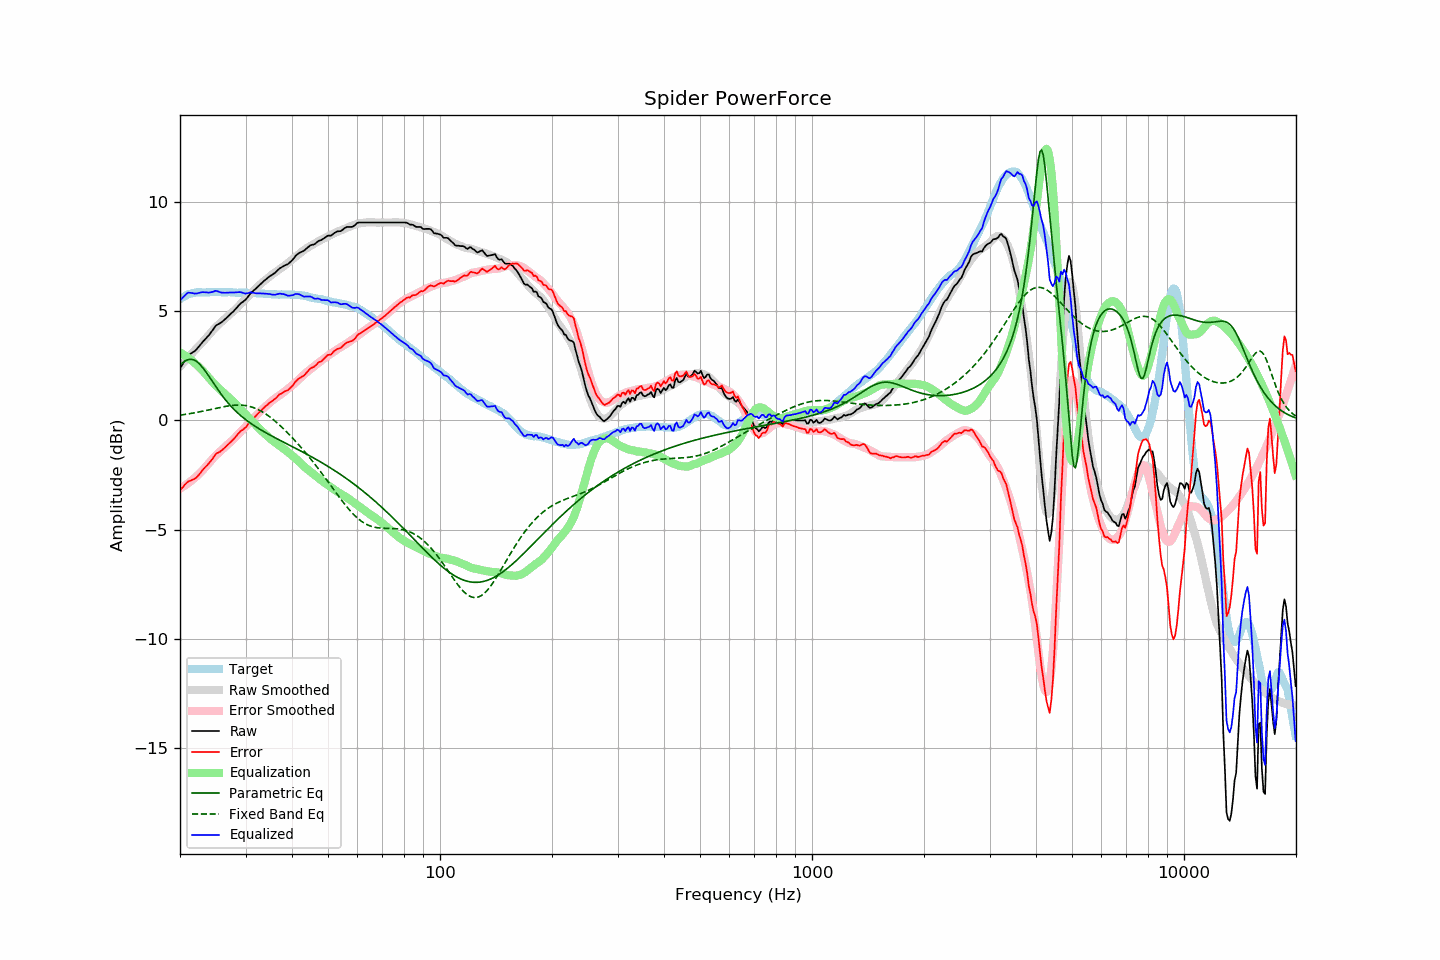 Spider PowerForce
Amplitude (dBr)
10
5
0
−5
−10
−15
Target
Raw Smoothed
Error Smoothed
Raw
Error
Equalization
Parametric Eq
Fixed Band Eq
Equalized
100
1000
10000
Frequency (Hz)